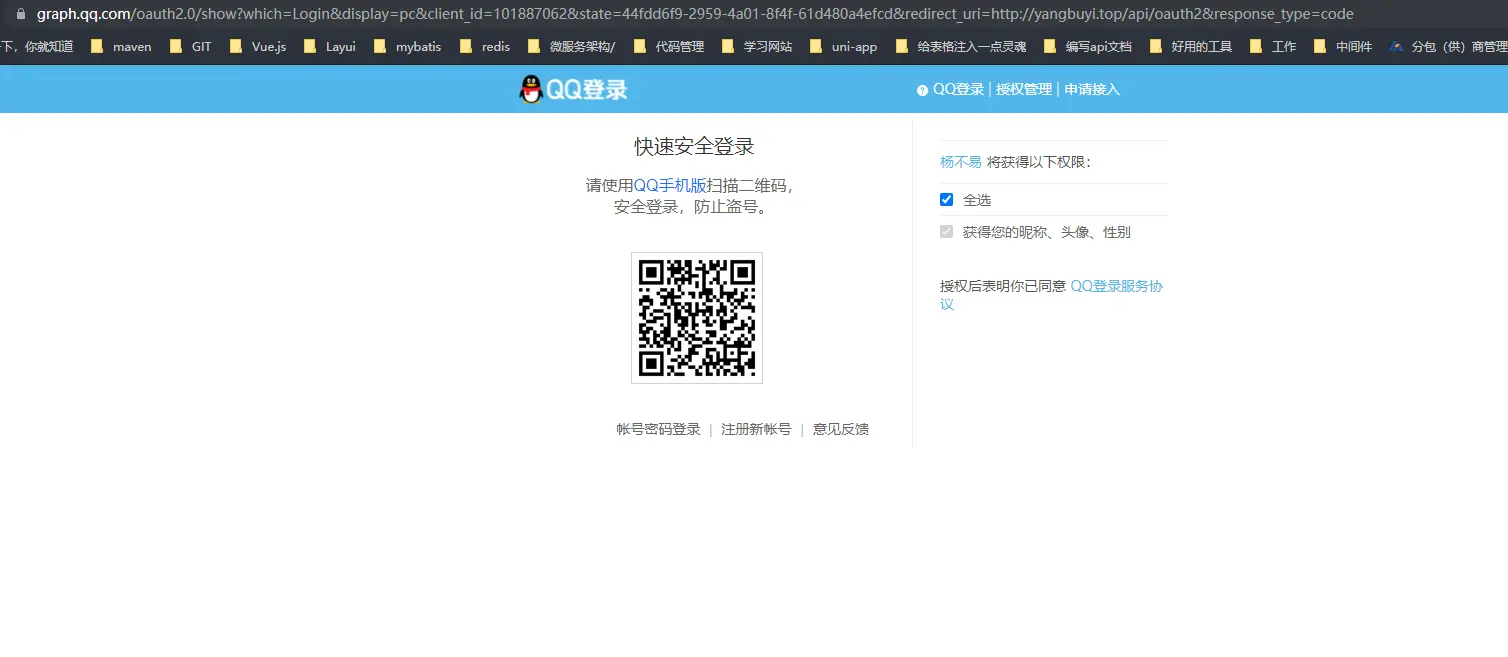 graph.qq.com/oauth2.0/show?which=Login&display=pc&client_id=101887062&state=44fdd6f9-2959-4a01-8f4f-61d480a4efcd&redirect_uri=http://yangbuyi.top/api/oauth2&response_type=code
下，你就知道 maven GIT Vue.js Layui mybatis redis 微服务架构/ 代码管理 学习网站 uni-app 给表格注入一点灵魂 编写api文档 好用的工具 工作 中间件 分包（供）商管理
QQ登录
QQ登录 | 授权管理 | 申请接入
快速安全登录
请使用QQ手机版扫描二维码，
安全登录，防止盗号。
帐号密码登录 | 注册新帐号 | 意见反馈
杨不易 将获得以下权限：
全选
获得您的昵称、头像、性别
授权后表明你已同意 QQ登录服务协
议